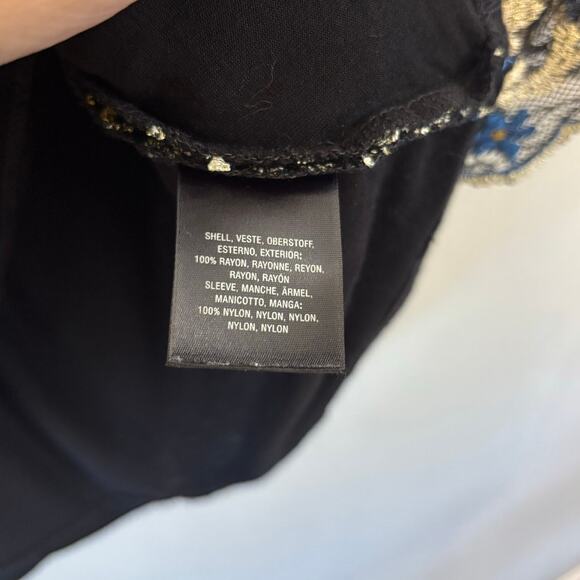 SHELL, VESTE, OBERSTOFF,
ESTERNO, EXTERIOR:
100% RAYON, RAYONNE, REYON,
RAYON, RAYÓN
SLEEVE, MANCHE, ÄRMEL,
MANICOTTO, MANGA:
100% NYLON, NYLON, NYLON,
NYLON, NYLON